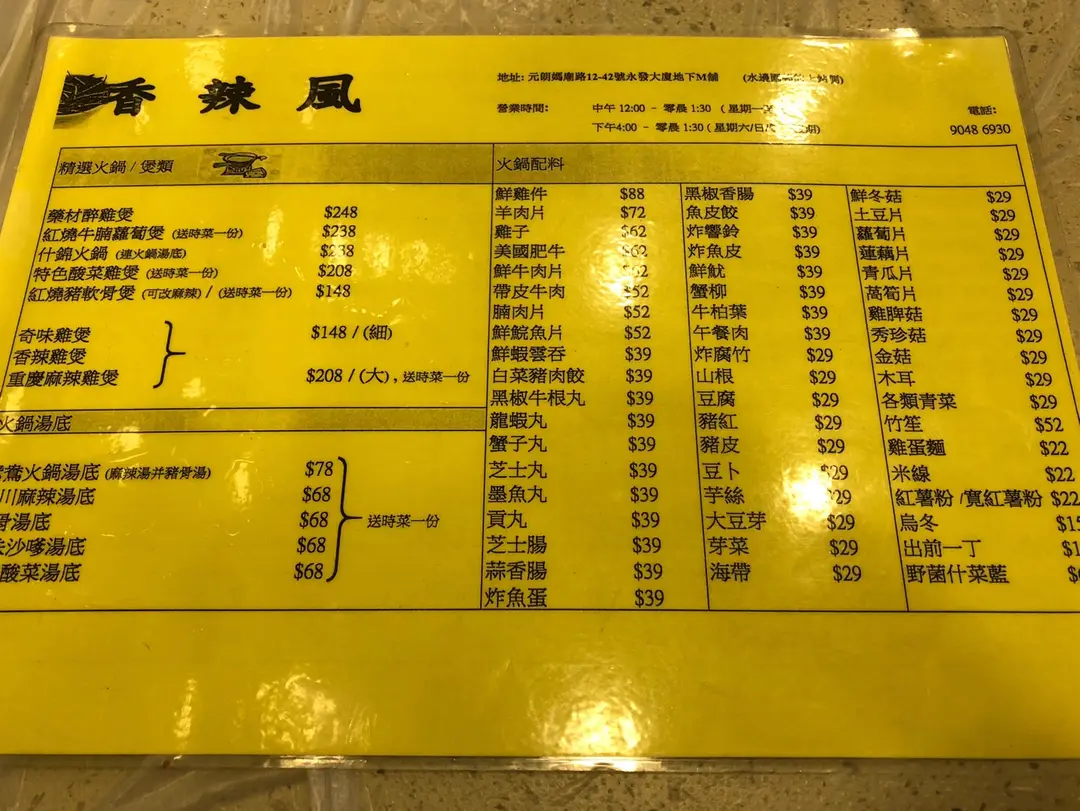 香辣風
地址: 元朗媽廟路12-42號永發大廈地下M舖
營業時間: 中午 12:00 - 零晨 1:30 (星期一
下午4:00 - 零晨 1:30 (星期六/日
電話:
9048 6930
精選火鍋 / 煲類
藥材醉雞煲 $248
紅燒牛腩蘿蔔煲 (送時菜一份) $238
什錦火鍋 (連火鍋湯底)
特色酸菜雞煲 (送時菜一份) $208
紅燒豬軟骨煲 (可改麻辣) / (送時菜一份) $148
奇味雞煲 $148 / (細)
香辣雞煲
重慶麻辣雞煲 $208 / (大) , 送時菜一份
火鍋湯底
鴦火鍋湯底 (麻辣湯并豬骨湯) $78
川麻辣湯底 $68
骨湯底 $68
沙嗲湯底 $68
酸菜湯底 $68
送時菜一份
火鍋配料
鮮雞件 $88
羊肉片 $72
雞子 $62
美國肥牛 $62
鮮牛肉片
帶皮牛肉 $52
腩肉片 $52
鮮鯇魚片 $52
鮮蝦雲吞 $39
白菜豬肉餃 $39
黑椒牛根丸 $39
龍蝦丸 $39
蟹子丸 $39
芝士丸 $39
墨魚丸 $39
貢丸 $39
芝士腸 $39
蒜香腸 $39
炸魚蛋 $39
黑椒香腸 $39
魚皮餃 $39
炸響鈴 $39
炸魚皮 $39
鮮魷 $39
蟹柳 $39
牛柏葉 $39
午餐肉 $39
炸腐竹 $29
山根 $29
豆腐 $29
豬紅 $29
豬皮 $29
豆卜 $29
芋絲
大豆芽 $29
芽菜 $29
海帶 $29
鮮冬菇 $29
土豆片 $29
蘿蔔片 $29
蓮藕片 $29
青瓜片 $29
萵筍片 $29
雞脾菇 $29
秀珍菇 $29
金菇 $29
木耳 $29
各類青菜 $29
竹笙 $52
雞蛋麵 $22
米線 $22
紅薯粉 /寬紅薯粉 $22
烏冬
出前一丁
野菌什菜藍